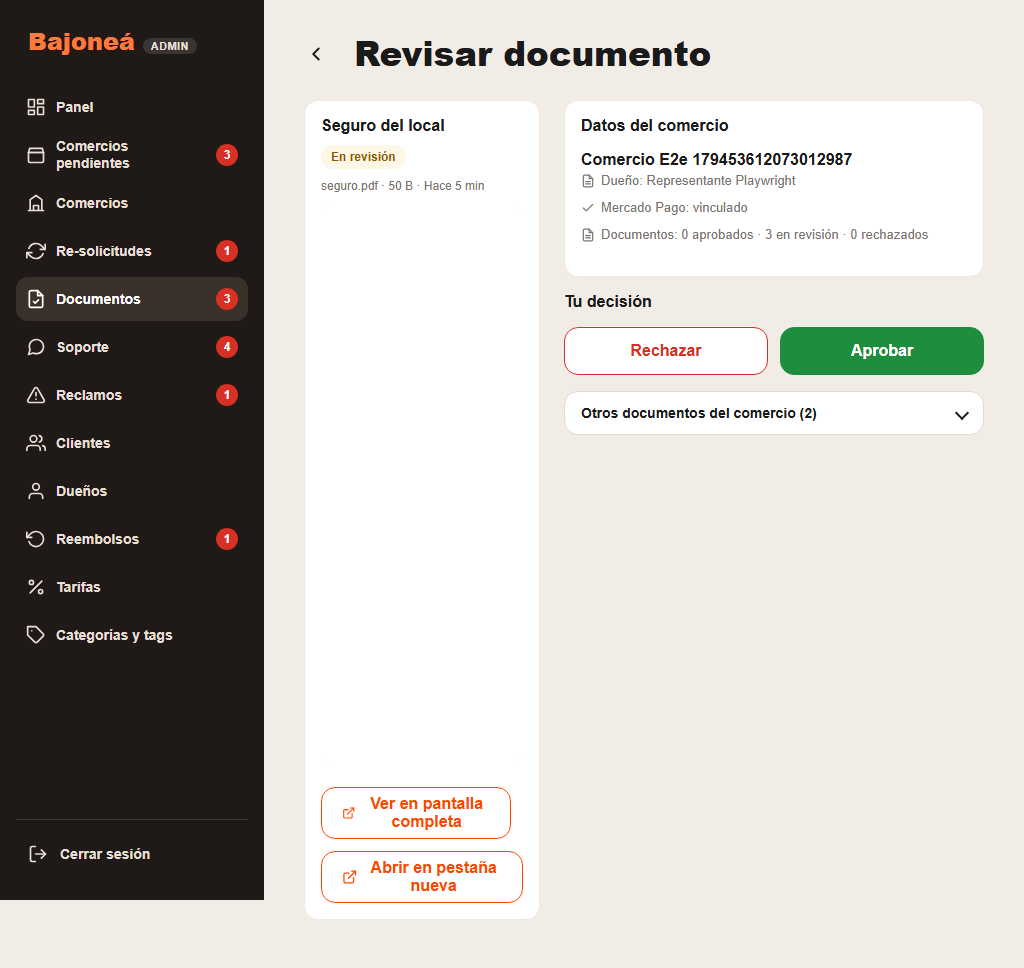 Bajoneá ADMIN
Panel
Comercios
pendientes
3
Comercios
Re-solicitudes 1
Documentos 3
Soporte 4
Reclamos 1
Clientes
Dueños
Reembolsos 1
Tarifas
Categorías y tags
Cerrar sesión
Revisar documento
Seguro del local
En revisión
seguro.pdf · 50 B · Hace 5 min
Ver en pantalla
completa
Abrir en pestaña
nueva
Datos del comercio
Comercio E2e 179453612073012987
Dueño: Representante Playwright
Mercado Pago: vinculado
Documentos: 0 aprobados · 3 en revisión · 0 rechazados
Tu decisión
Rechazar
Aprobar
Otros documentos del comercio (2)